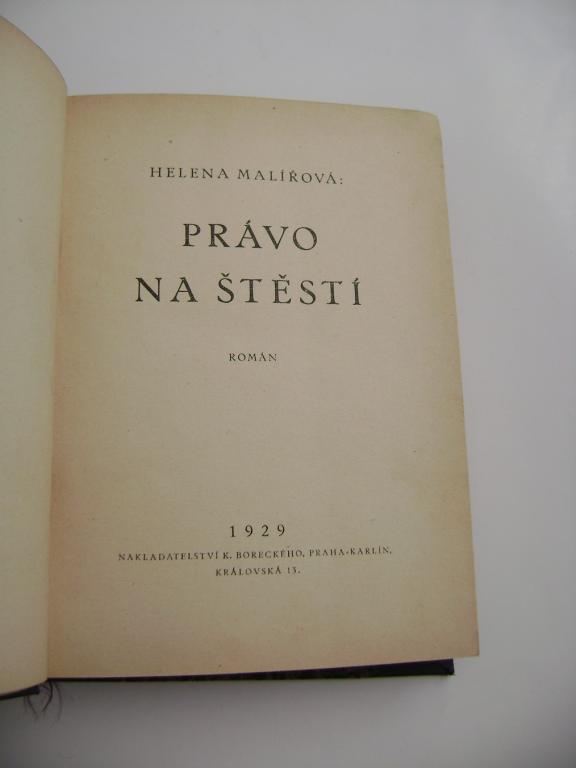 HELENA MALÍŘOVÁ:
PRÁVO
NA ŠTĚSTÍ
ROMÁN
1929
NAKLADATELSTVÍ K. BORECKÉHO, PRAHA-KARLÍN,
KRÁLOVSKÁ 13.